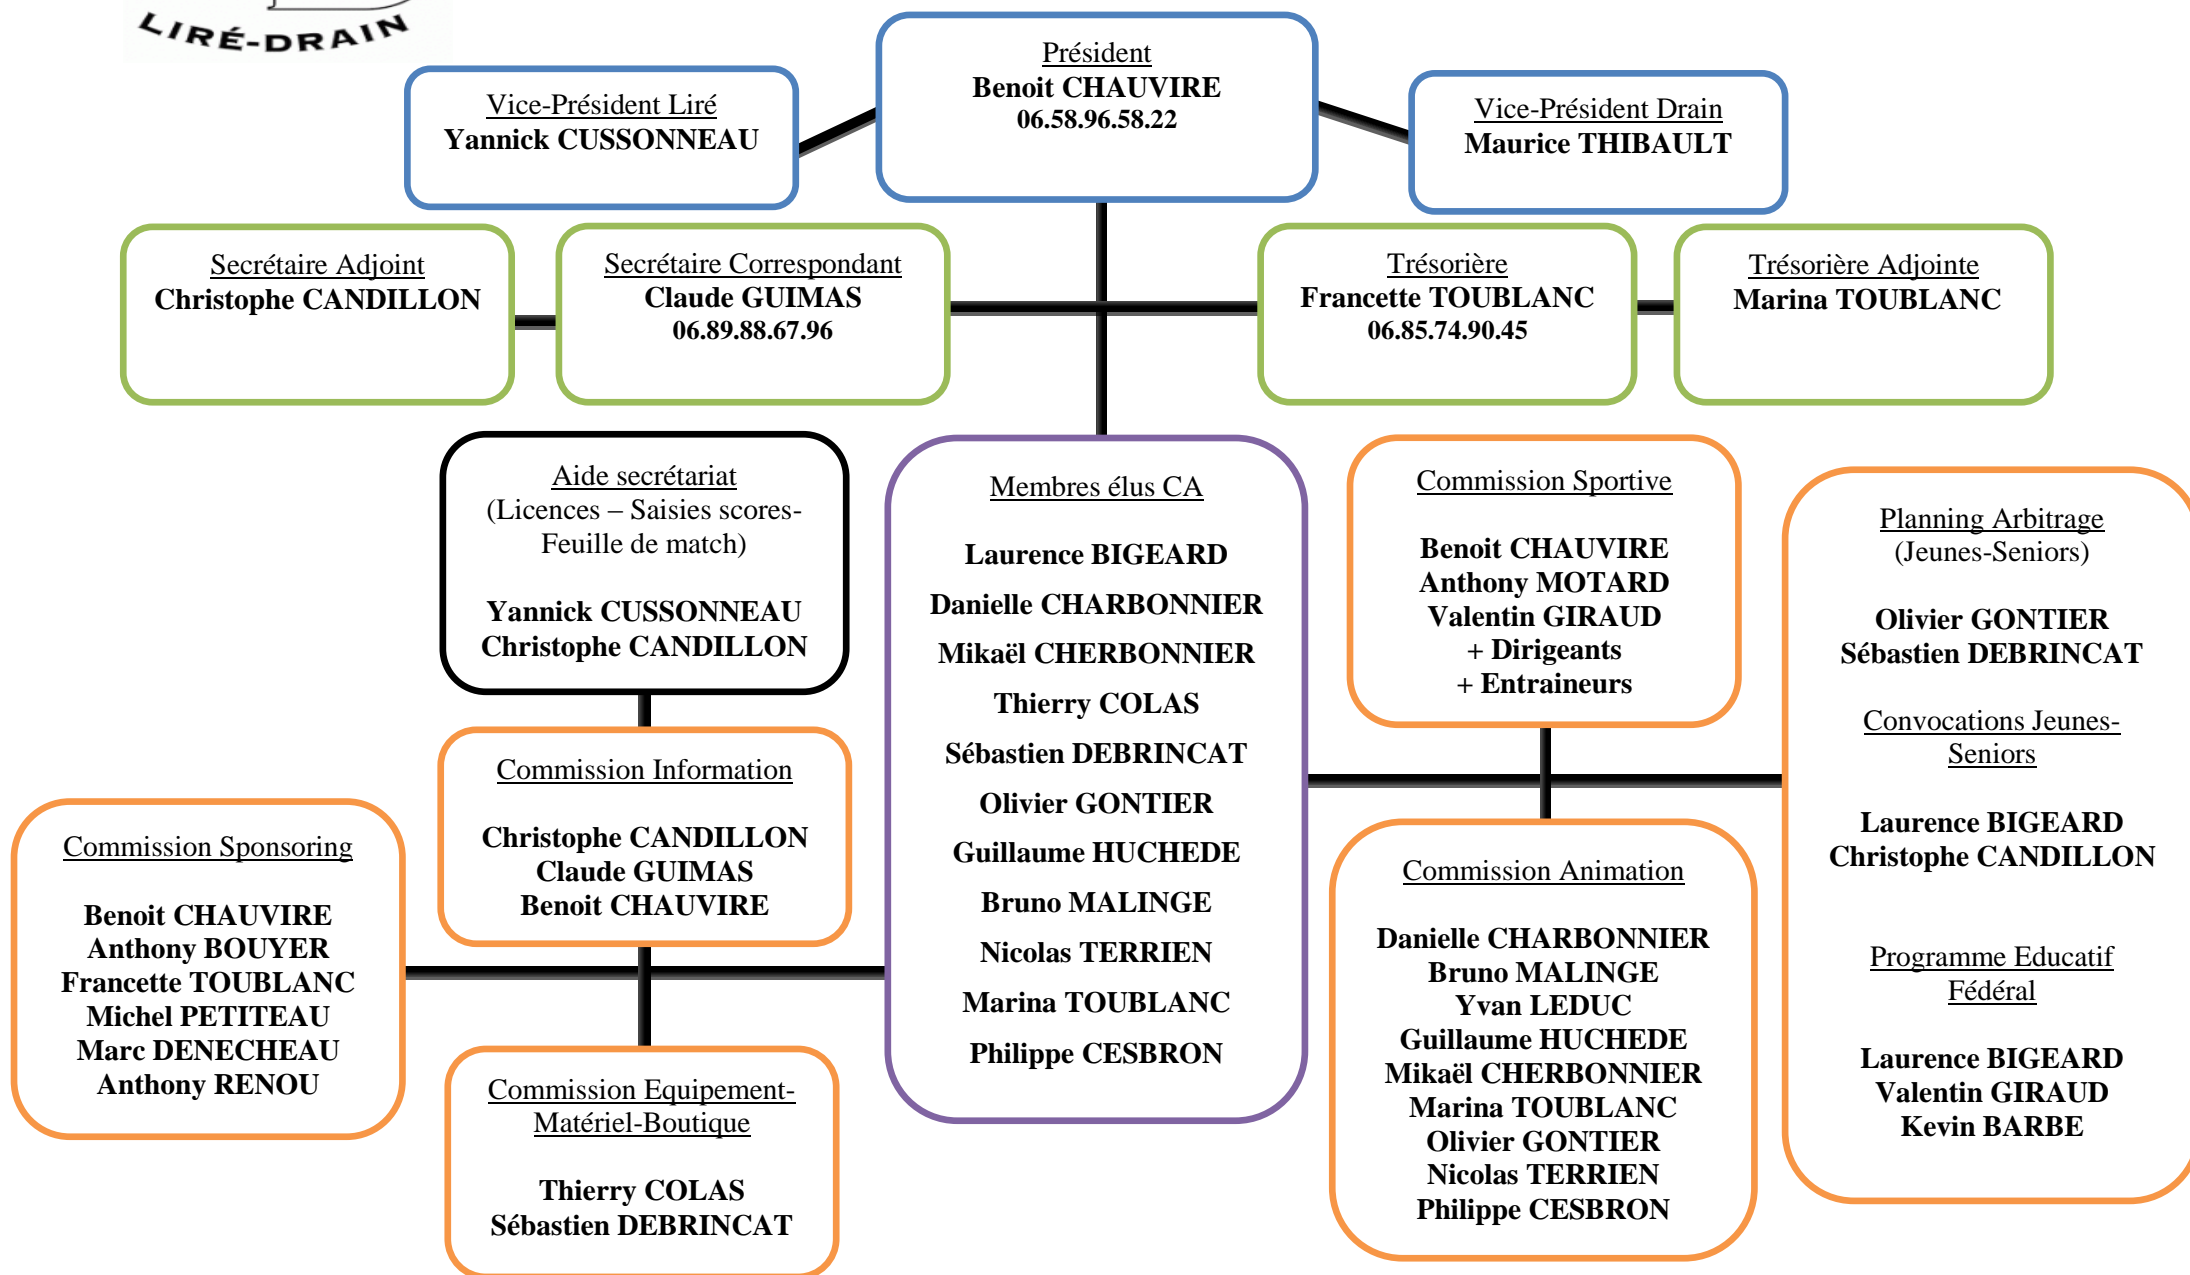 LIRÉ-DRAIN
Président
Benoit CHAUVIRE
06.58.96.58.22
Vice-Président Liré
Yannick CUSSONNEAU
Vice-Président Drain
Maurice THIBAULT
Secrétaire Adjoint
Christophe CANDILLON
Secrétaire Correspondant
Claude GUIMAS
06.89.88.67.96
Trésorière
Francette TOUBLANC
06.85.74.90.45
Trésorière Adjointe
Marina TOUBLANC
Aide secrétariat
(Licences – Saisies scores-
Feuille de match)
Yannick CUSSONNEAU
Christophe CANDILLON
Commission Information
Christophe CANDILLON
Claude GUIMAS
Benoit CHAUVIRE
Commission Sponsoring
Benoit CHAUVIRE
Anthony BOUYER
Francette TOUBLANC
Michel PETITEAU
Marc DENECHEAU
Anthony RENOU
Commission Equipement-
Matériel-Boutique
Thierry COLAS
Sébastien DEBRINCAT
Membres élus CA
Laurence BIGEARD
Danielle CHARBONNIER
Mikaël CHERBONNIER
Thierry COLAS
Sébastien DEBRINCAT
Olivier GONTIER
Guillaume HUCHEDE
Bruno MALINGE
Nicolas TERRIEN
Marina TOUBLANC
Philippe CESBRON
Commission Sportive
Benoit CHAUVIRE
Anthony MOTARD
Valentin GIRAUD
+ Dirigeants
+ Entraineurs
Commission Animation
Danielle CHARBONNIER
Bruno MALINGE
Yvan LEDUC
Guillaume HUCHEDE
Mikaël CHERBONNIER
Marina TOUBLANC
Olivier GONTIER
Nicolas TERRIEN
Philippe CESBRON
Planning Arbitrage
(Jeunes-Seniors)
Olivier GONTIER
Sébastien DEBRINCAT
Convocations Jeunes-
Seniors
Laurence BIGEARD
Christophe CANDILLON
Programme Educatif
Fédéral
Laurence BIGEARD
Valentin GIRAUD
Kevin BARBE